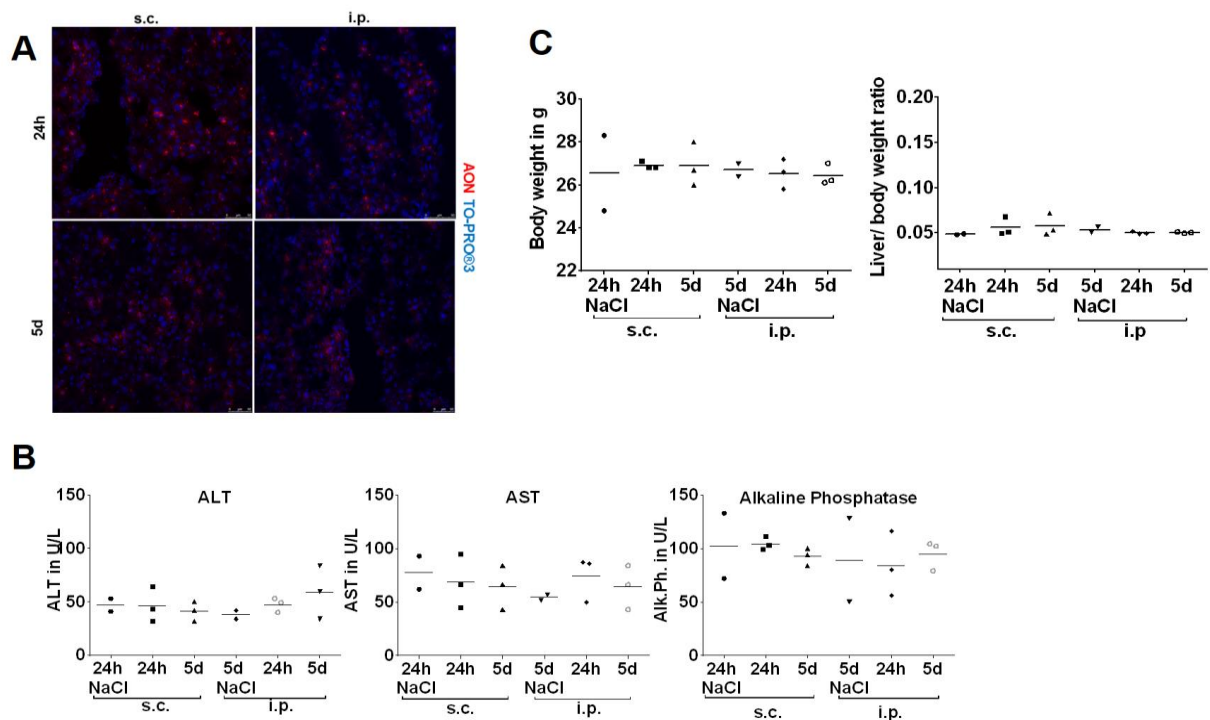 A
s.c.
i.p.
24h
5d
AON TO-PRO®3
C
Body weight in g
30
28
26
24
22
24h 24h 5d 5d 24h 5d
NaCl NaCl
s.c. i.p.
Liver/ body weight ratio
0.20
0.15
0.10
0.05
24h 24h 5d 5d 24h 5d
NaCl NaCl
s.c. i.p
B
ALT
ALT in U/L
150
100
50
0
24h 24h 5d 5d 24h 5d
NaCl NaCl
s.c. i.p.
AST
AST in U/L
150
100
50
0
24h 24h 5d 5d 24h 5d
NaCl NaCl
s.c. i.p.
Alkaline Phosphatase
Alk.Ph. in U/L
150
100
50
0
24h 24h 5d 5d 24h 5d
NaCl NaCl
s.c. i.p.